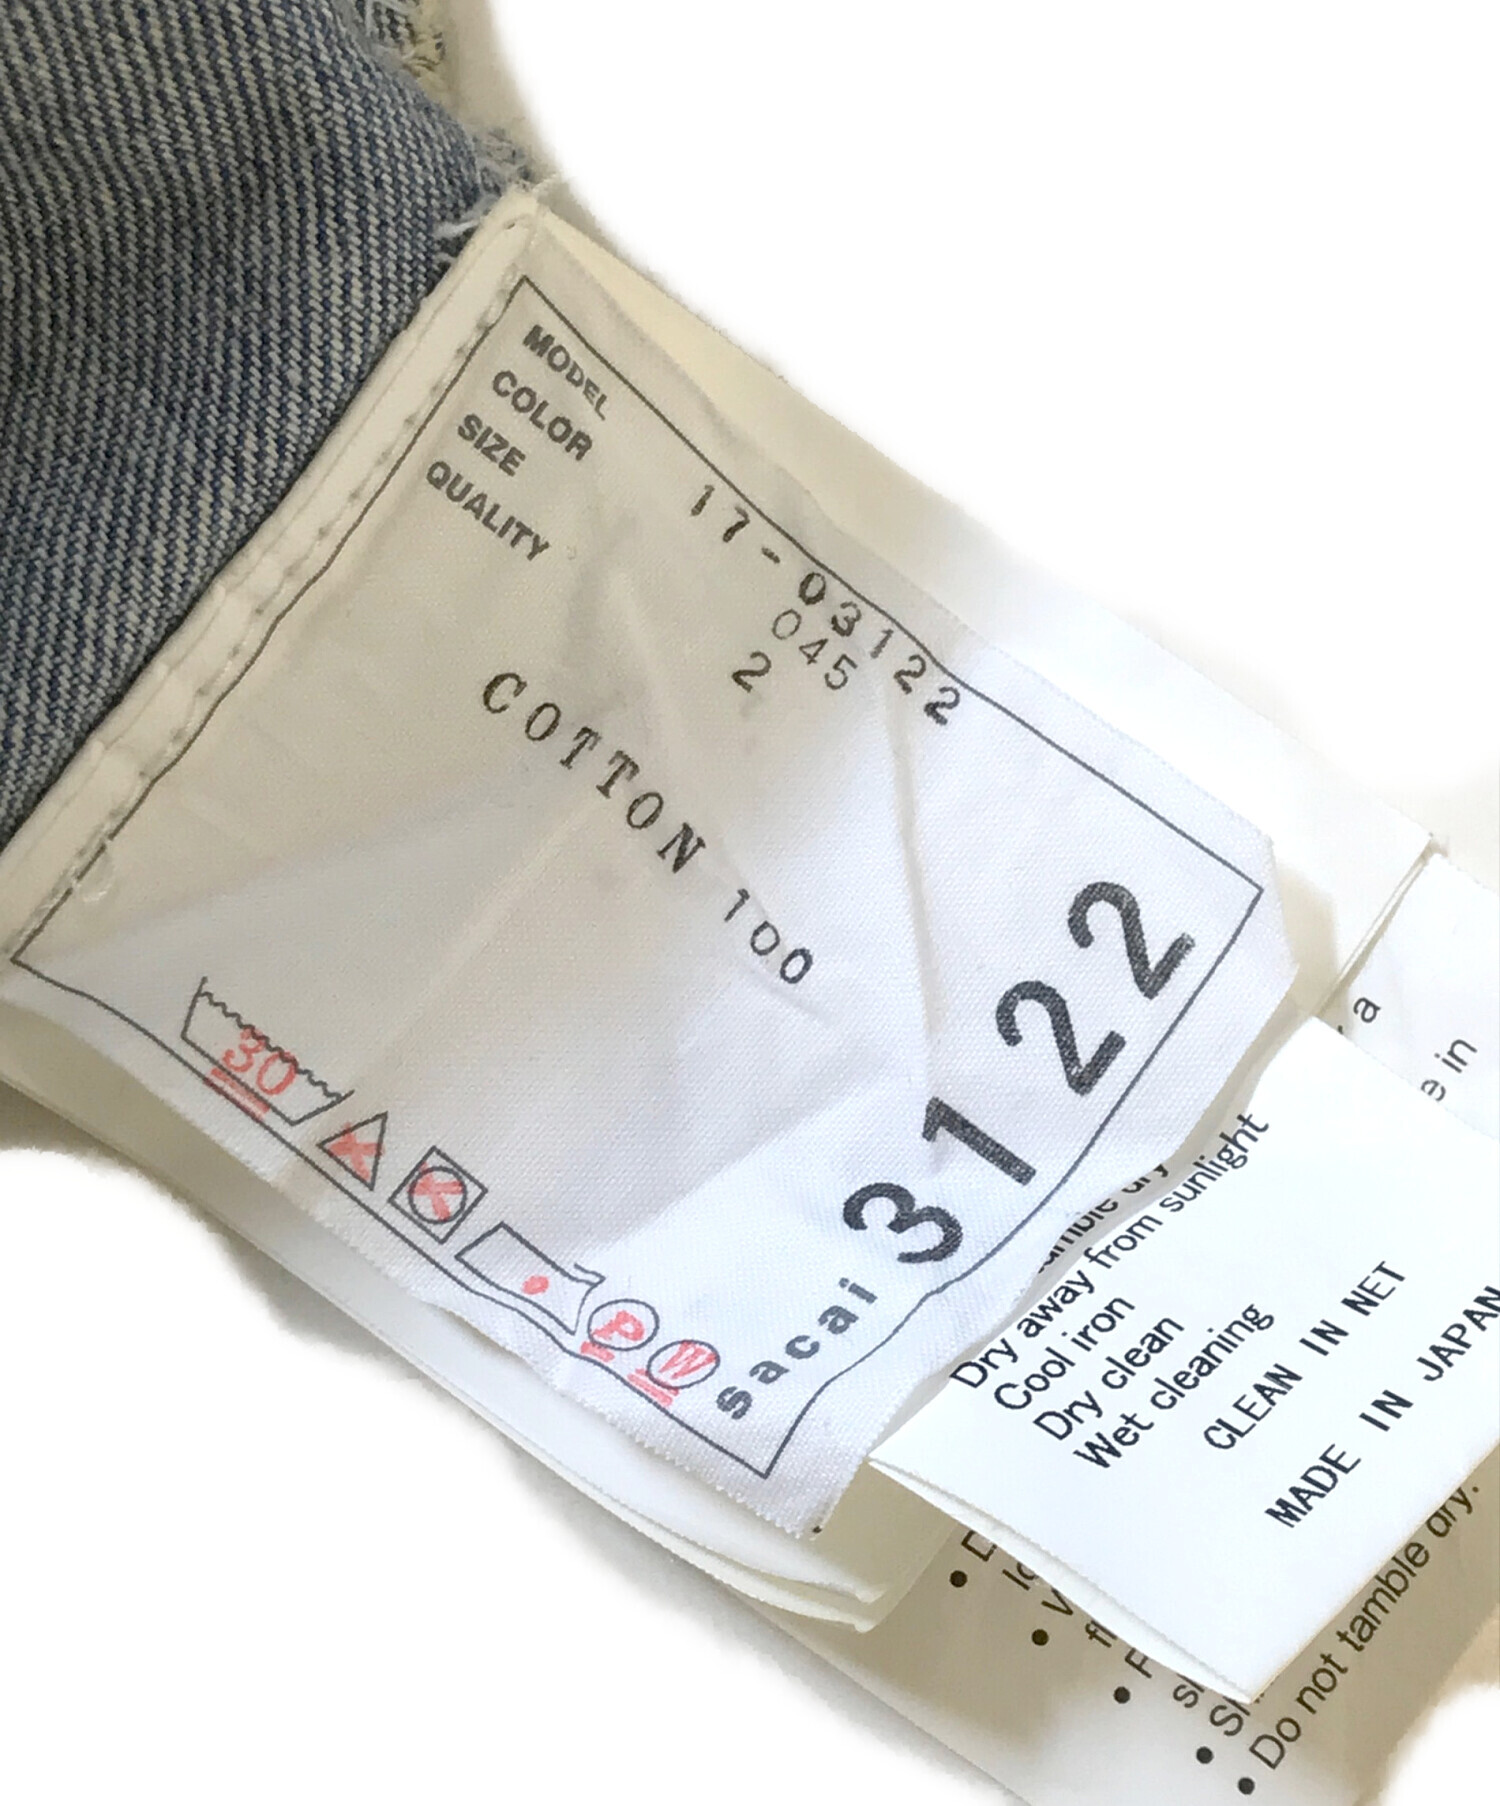 MODEL 17-03122
COLOR 045
SIZE 2
QUALITY
COTTON 100
30
P
W
sacai 3122
a
e in
Dry away from sunlight
Cool iron
Dry clean
Wet cleaning
CLEAN IN NET
MADE IN JAPAN
• Do not tamble dry.